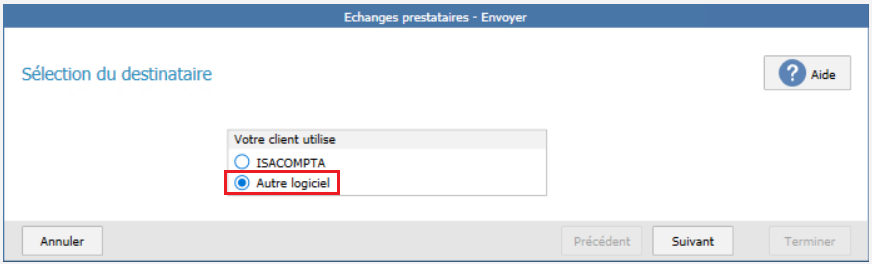 Echanges prestataires - Envoyer
Sélection du destinataire
? Aide
Votre client utilise
ISACOMPTA
Autre logiciel
Annuler
Précédent
Suivant
Terminer